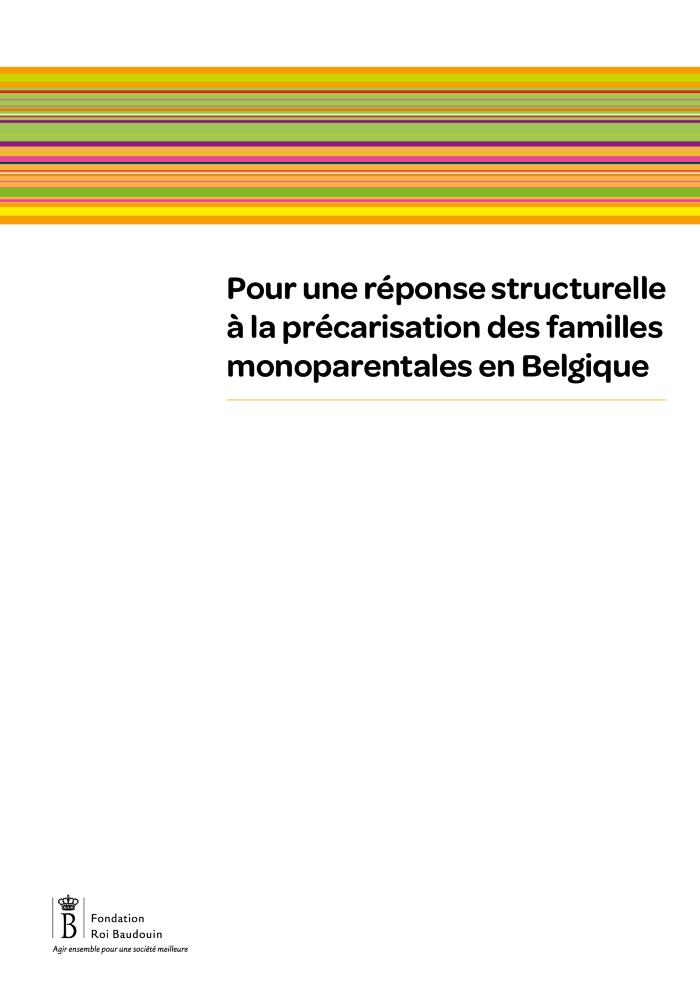 Pour une réponse structurelle
à la précarisation des familles
monoparentales en Belgique
B
Fondation
Roi Baudouin
Agir ensemble pour une société meilleure